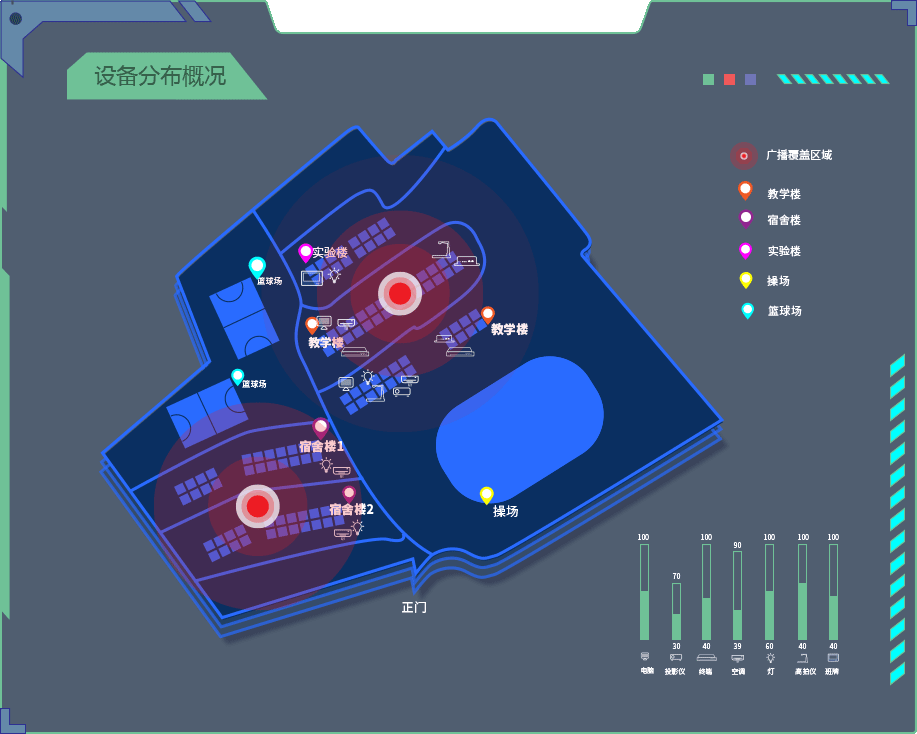 设备分布概况
广播覆盖区域
教学楼
宿舍楼
实验楼
操场
篮球场
实验楼
篮球场
教学楼
教学楼
篮球场
宿舍楼1
宿舍楼2
操场
正门
100 70 100 90 100 100 100
30 40 39 60 40 40
电脑 投影仪 终端 空调 灯 高拍仪 班牌